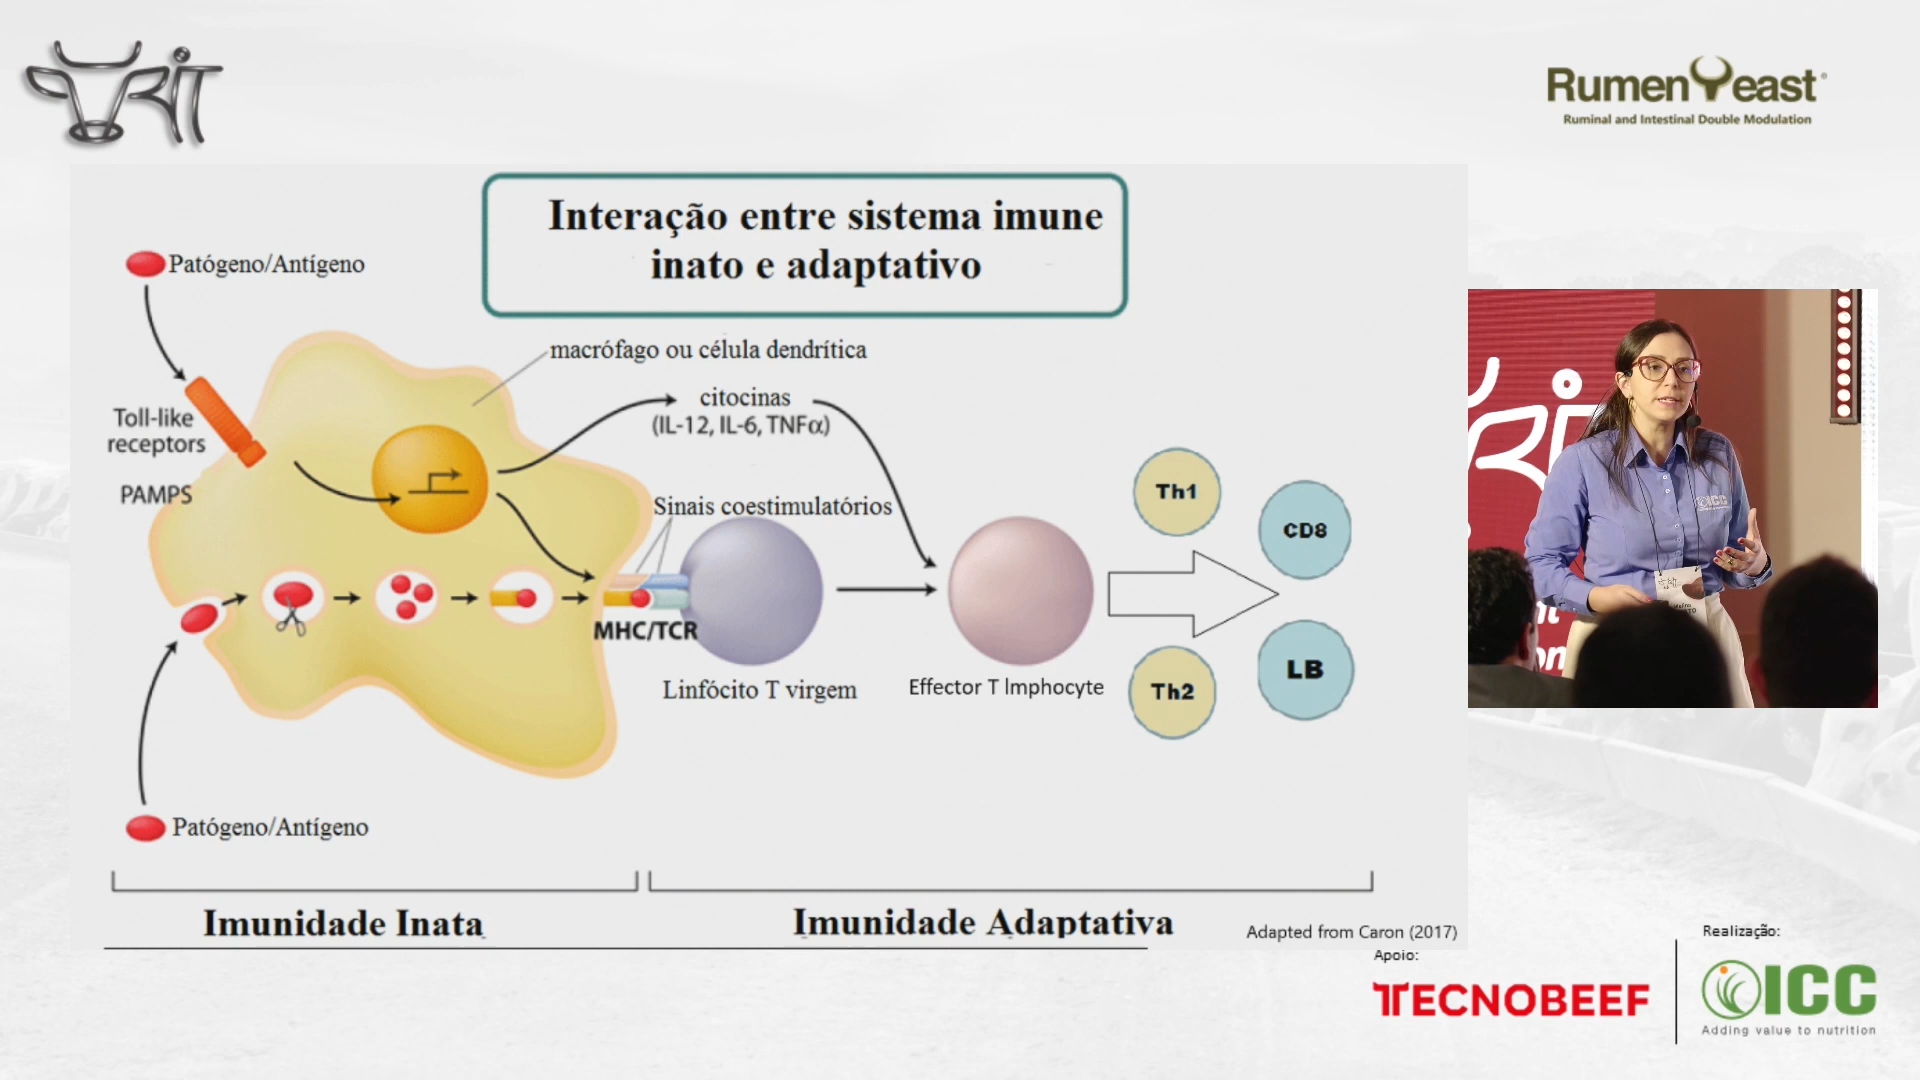 RumenYeast®
Ruminal and Intestinal Double Modulation
Interação entre sistema imune
inato e adaptativo
Patógeno/Antígeno
macrófago ou célula dendrítica
citocinas
(IL-12, IL-6, TNFα)
Toll-like
receptors
PAMPS
Sinais coestimulatórios
Th1
CD8
MHC/TCR
Linfócito T virgem
Effector T lmphocyte
Th2
LB
Patógeno/Antígeno
Imunidade Inata
Imunidade Adaptativa
Adapted from Caron (2017)
Apoio:
TECNOBEEF
Realização:
ICC
Adding value to nutrition
ICC